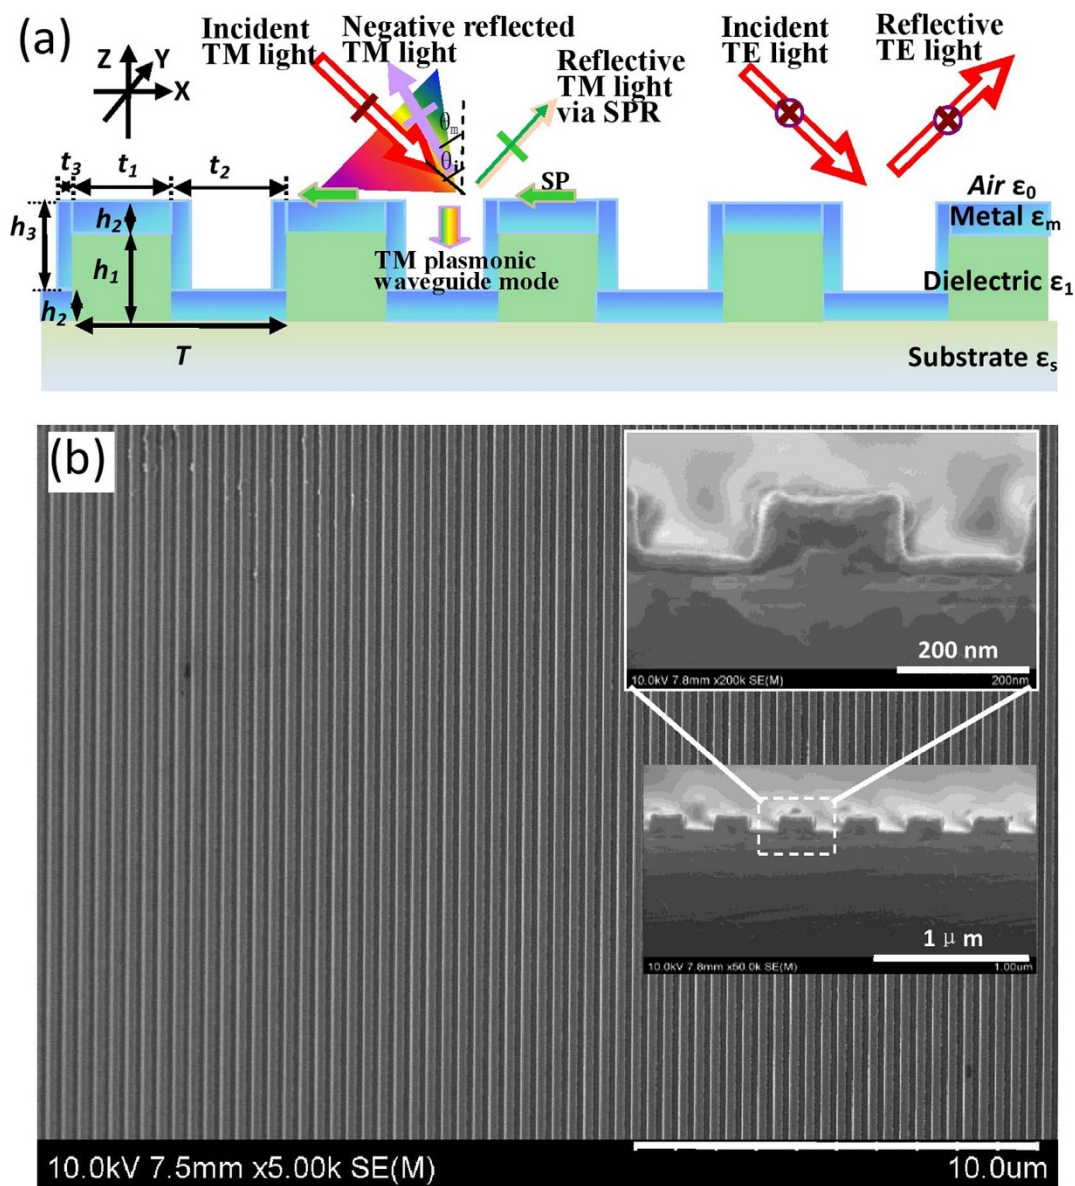 (a)
Z
Y
X
Incident
TM light
Negative reflected
TM light
Reflective
TM light
via SPR
θm
θi
Incident
TE light
Reflective
TE light
t3
t1
t2
h3
h2
h1
h2
T
SP
TM plasmonic
waveguide mode
Air ε0
Metal εm
Dielectric ε1
Substrate εs
(b)
200 nm
10.0kV 7.8mm x200k SE(M)
200nm
1 μm
10.0kV 7.8mm x50.0k SE(M)
1.00um
10.0kV 7.5mm x5.00k SE(M)
10.0um